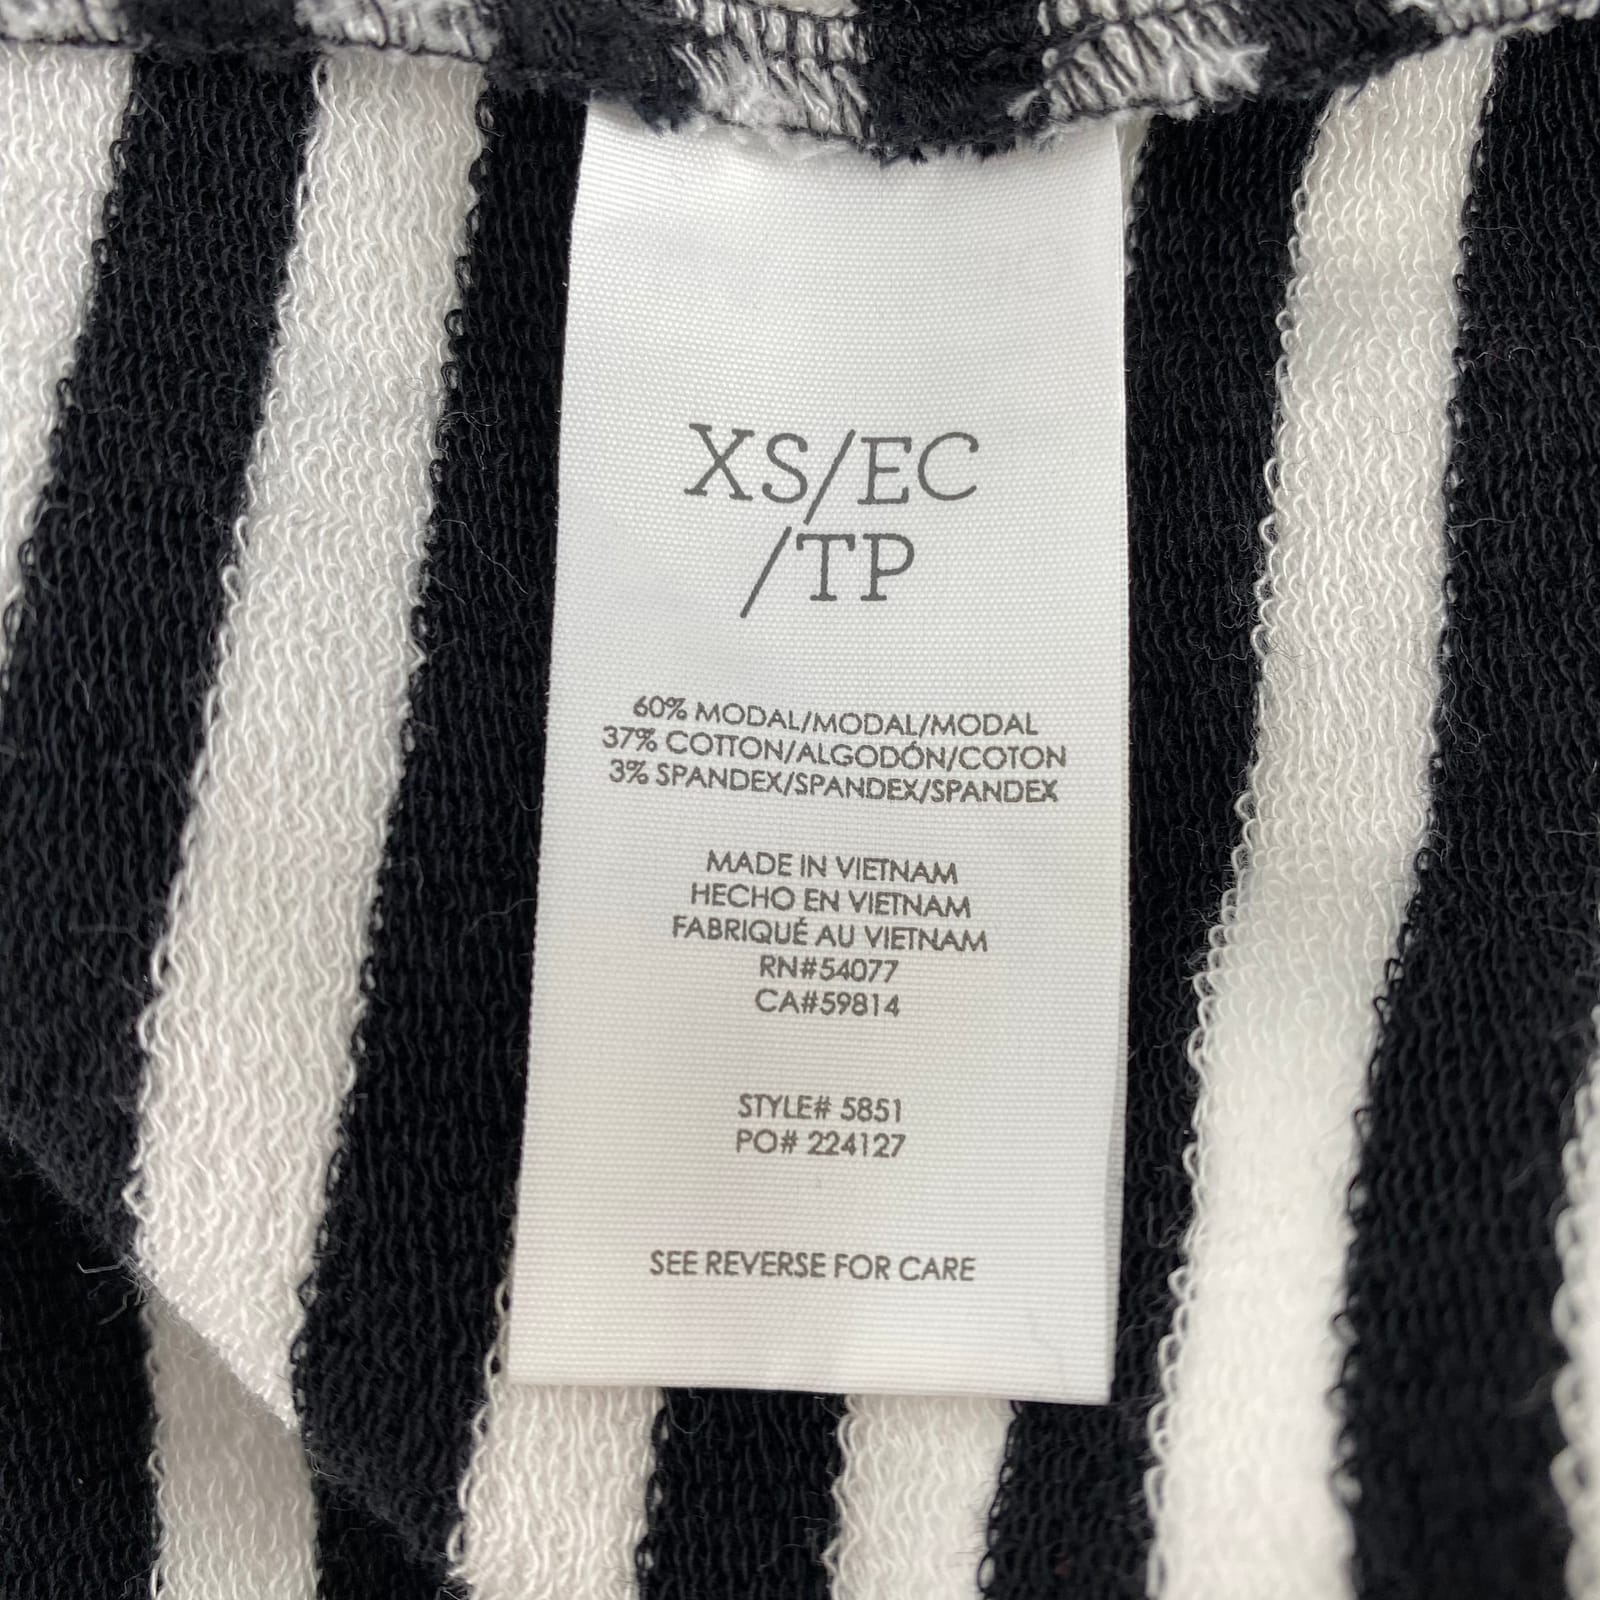 XS/EC
/TP
60% MODAL/MODAL/MODAL
37% COTTON/ALGODÓN/COTON
3% SPANDEX/SPANDEX/SPANDEX
MADE IN VIETNAM
HECHO EN VIETNAM
FABRIQUÉ AU VIETNAM
RN#54077
CA#59814
STYLE# 5851
PO# 224127
SEE REVERSE FOR CARE